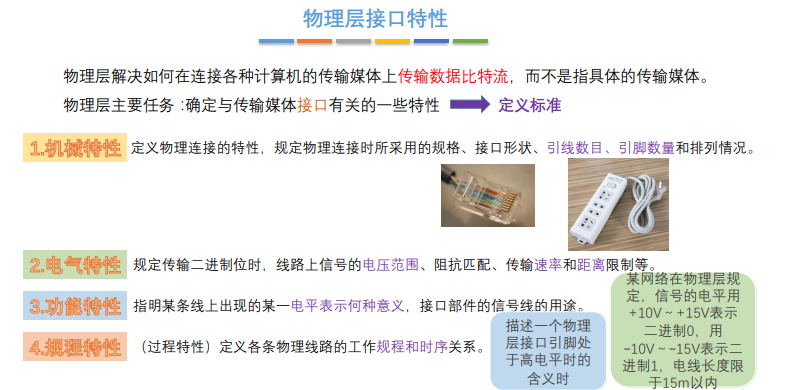 物理层接口特性
物理层解决如何在连接各种计算机的传输媒体上传输数据比特流，而不是指具体的传输媒体。
物理层主要任务：确定与传输媒体接口有关的一些特性
定义标准
1.机械特性
定义物理连接的特性，规定物理连接时所采用的规格、接口形状、引线数目、引脚数量和排列情况。
2.电气特性
规定传输二进制位时，线路上信号的电压范围、阻抗匹配、传输速率和距离限制等。
3.功能特性
指明某条线上出现的某一电平表示何种意义，接口部件的信号线的用途。
4.规程特性
（过程特性）定义各条物理线路的工作规程和时序关系。
描述一个物理
层接口引脚处
于高电平时的
含义时
某网络在物理层规
定，信号的电平用
+10V～+15V表示
二进制0，用
-10V～-15V表示二
进制1，电线长度限
于15m以内